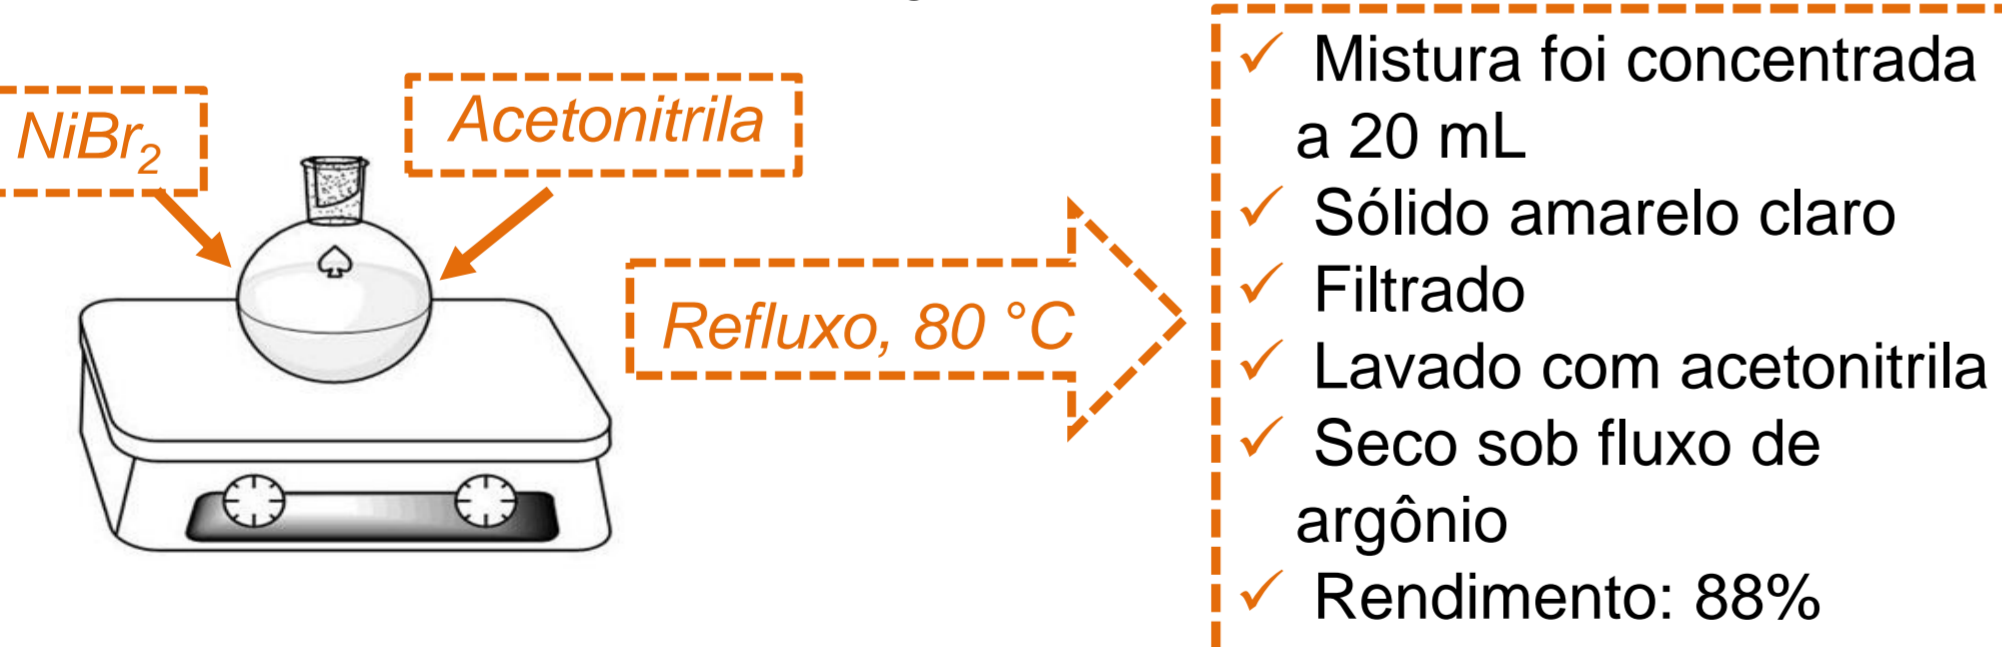 NiBr₂
Acetonitrila
Refluxo, 80 °C
✓ Mistura foi concentrada
a 20 mL
✓ Sólido amarelo claro
✓ Filtrado
✓ Lavado com acetonitrila
✓ Seco sob fluxo de
argônio
✓ Rendimento: 88%